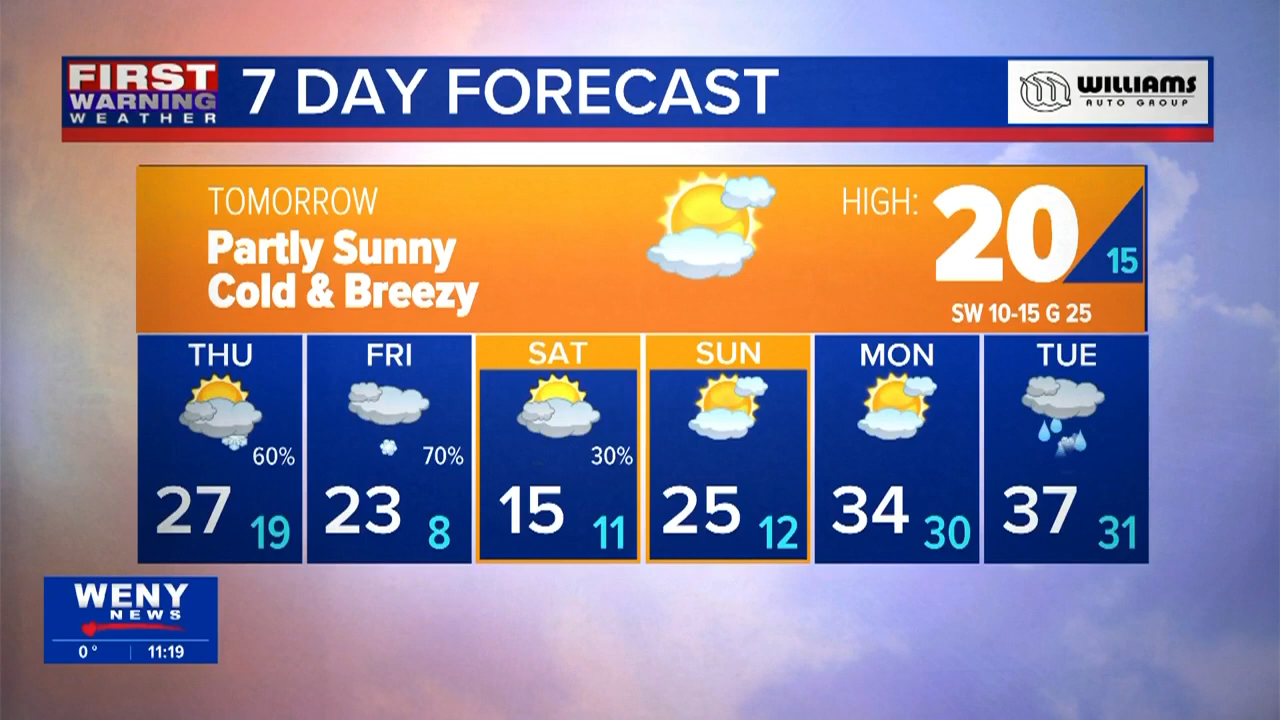 FIRST
WARNING
WEATHER
7 DAY FORECAST
WILLIAMS
AUTO GROUP
TOMORROW
Partly Sunny
Cold & Breezy
HIGH:
20
15
SW 10-15 G 25
THU
60%
27 19
FRI
70%
23 8
SAT
30%
15 11
SUN
25 12
MON
34 30
TUE
37 31
WENY
NEWS
0° 11:19